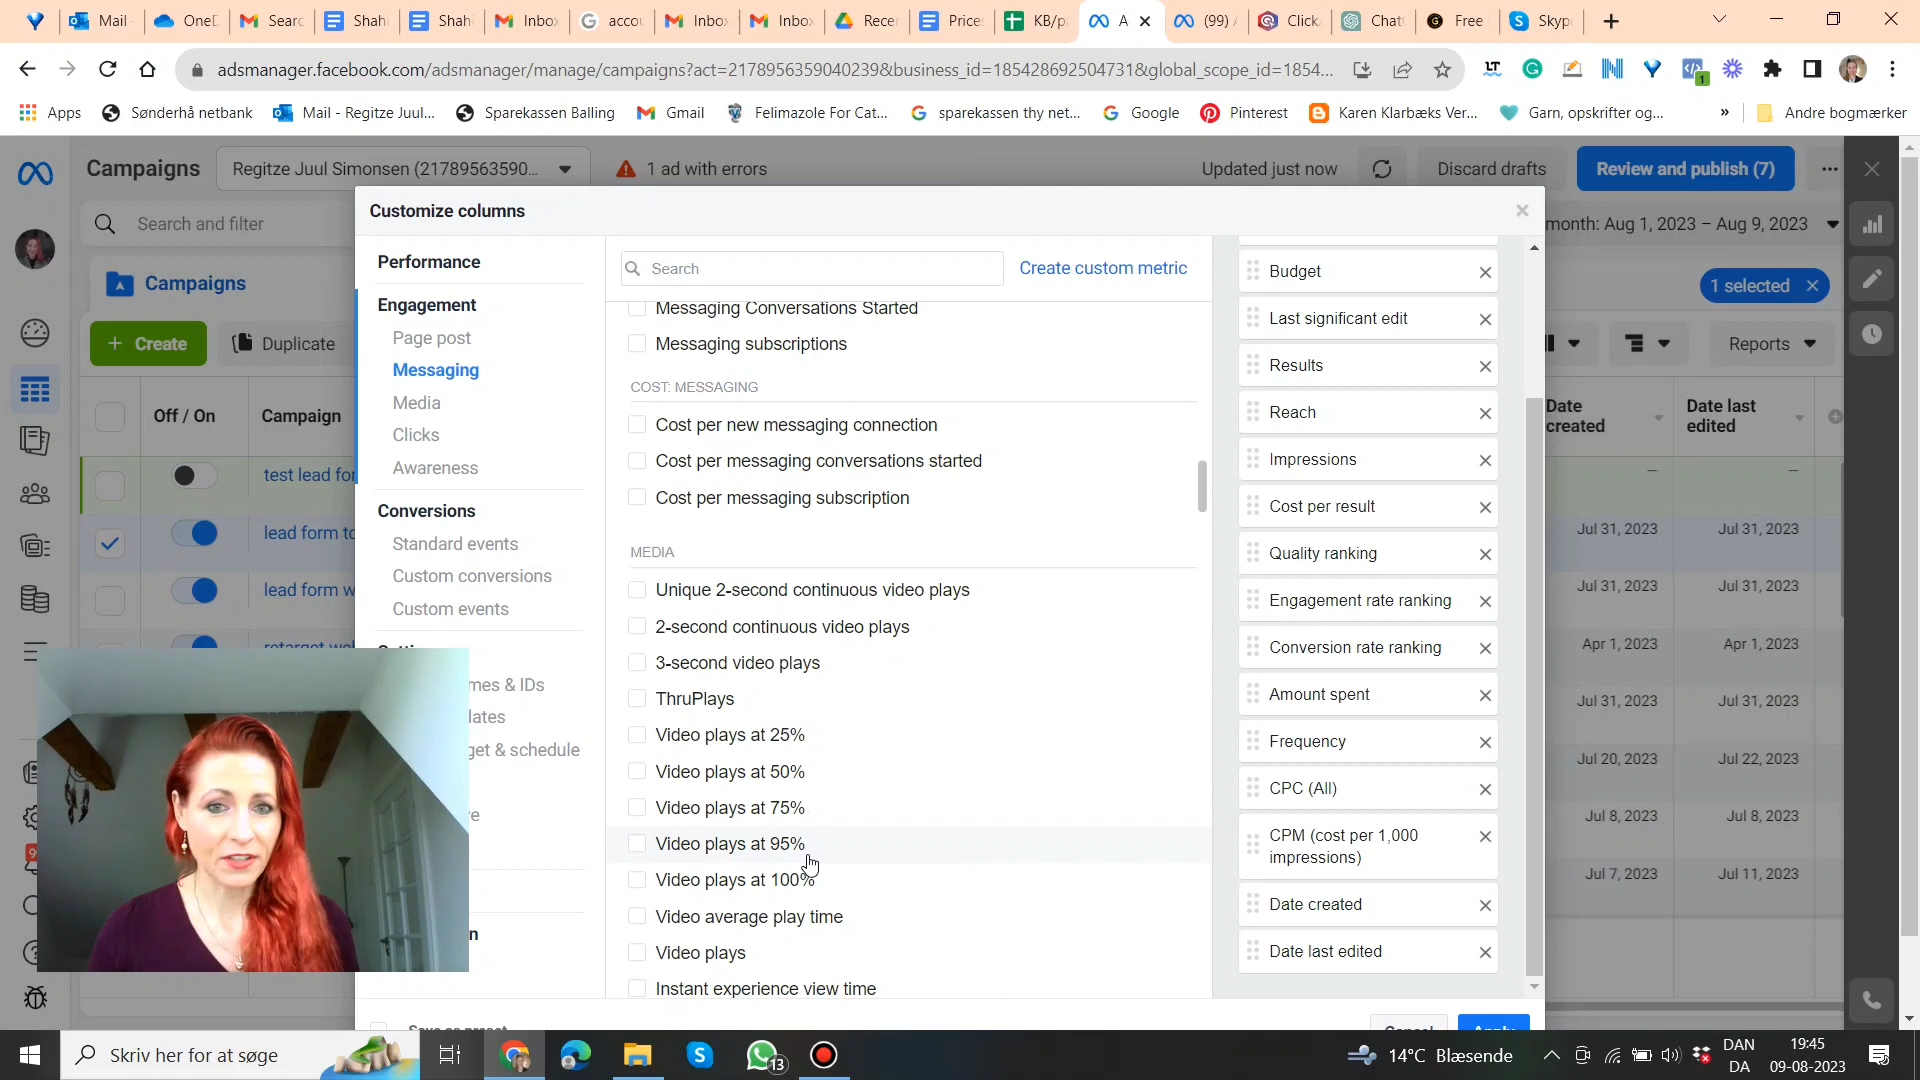 Mail
OneD
Searc
Shah
Shah
Inbo
accou
Inbo
Inbo
Recer
Prices
KB/p
A
(99)
Click
Chat
Free
Skyp
adsmanager.facebook.com/adsmanager/manage/campaigns?act=2178956359040239&business_id=185428692504731&global_scope_id=1854...
Apps
Sønderhå netbank
Mail - Regitze Juul...
Sparekassen Balling
Gmail
Felimazole For Cat...
sparekassen thy net...
Google
Pinterest
Karen Klarbæks Ver...
Garn, opskrifter og...
»
Andre bogmærker
Campaigns
Regitze Juul Simonsen (21789563590...
1 ad with errors
Updated just now
Discard drafts
Review and publish (7)
Search and filter
month: Aug 1, 2023 – Aug 9, 2023
Campaigns
1 selected
+ Create
Duplicate
Reports
Off / On
Campaign
Date created
Date last edited
test lead for
lead form to
Jul 31, 2023
Jul 31, 2023
lead form w
Jul 31, 2023
Jul 31, 2023
retarget we
Apr 1, 2023
Apr 1, 2023
Jul 31, 2023
Jul 31, 2023
Jul 20, 2023
Jul 22, 2023
Jul 8, 2023
Jul 8, 2023
Jul 7, 2023
Jul 11, 2023
Customize columns
Performance
Engagement
Page post
Messaging
Media
Clicks
Awareness
Conversions
Standard events
Custom conversions
Custom events
mes & IDs
lates
get & schedule
e
n
Search
Create custom metric
Messaging Conversations Started
Messaging subscriptions
COST: MESSAGING
Cost per new messaging connection
Cost per messaging conversations started
Cost per messaging subscription
MEDIA
Unique 2-second continuous video plays
2-second continuous video plays
3-second video plays
ThruPlays
Video plays at 25%
Video plays at 50%
Video plays at 75%
Video plays at 95%
Video plays at 100%
Video average play time
Video plays
Instant experience view time
Budget
Last significant edit
Results
Reach
Impressions
Cost per result
Quality ranking
Engagement rate ranking
Conversion rate ranking
Amount spent
Frequency
CPC (All)
CPM (cost per 1,000
impressions)
Date created
Date last edited
Save as preset
Cancel
Apply
Skriv her for at søge
13
14°C Blæsende
DAN
DA
19:45
09-08-2023